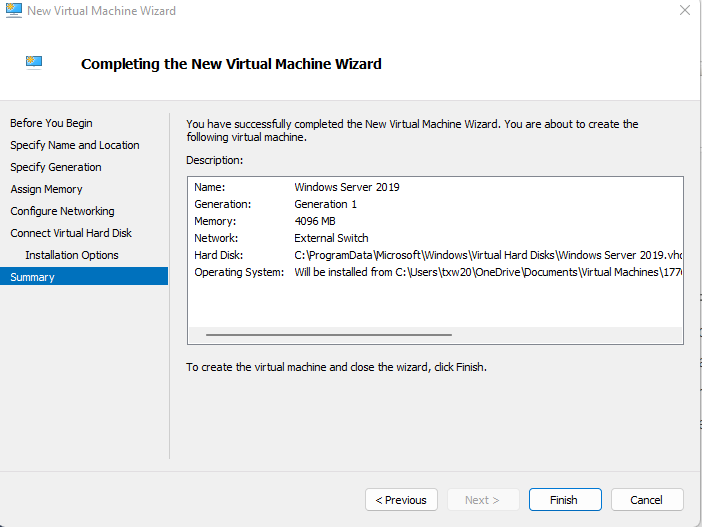 New Virtual Machine Wizard
Completing the New Virtual Machine Wizard
Before You Begin
Specify Name and Location
Specify Generation
Assign Memory
Configure Networking
Connect Virtual Hard Disk
Installation Options
Summary
You have successfully completed the New Virtual Machine Wizard. You are about to create the
following virtual machine.
Description:
Name: Windows Server 2019
Generation: Generation 1
Memory: 4096 MB
Network: External Switch
Hard Disk: C:\ProgramData\Microsoft\Windows\Virtual Hard Disks\Windows Server 2019.vhd
Operating System: Will be installed from C:\Users\txw20\OneDrive\Documents\Virtual Machines\177
To create the virtual machine and close the wizard, click Finish.
< Previous
Next >
Finish
Cancel